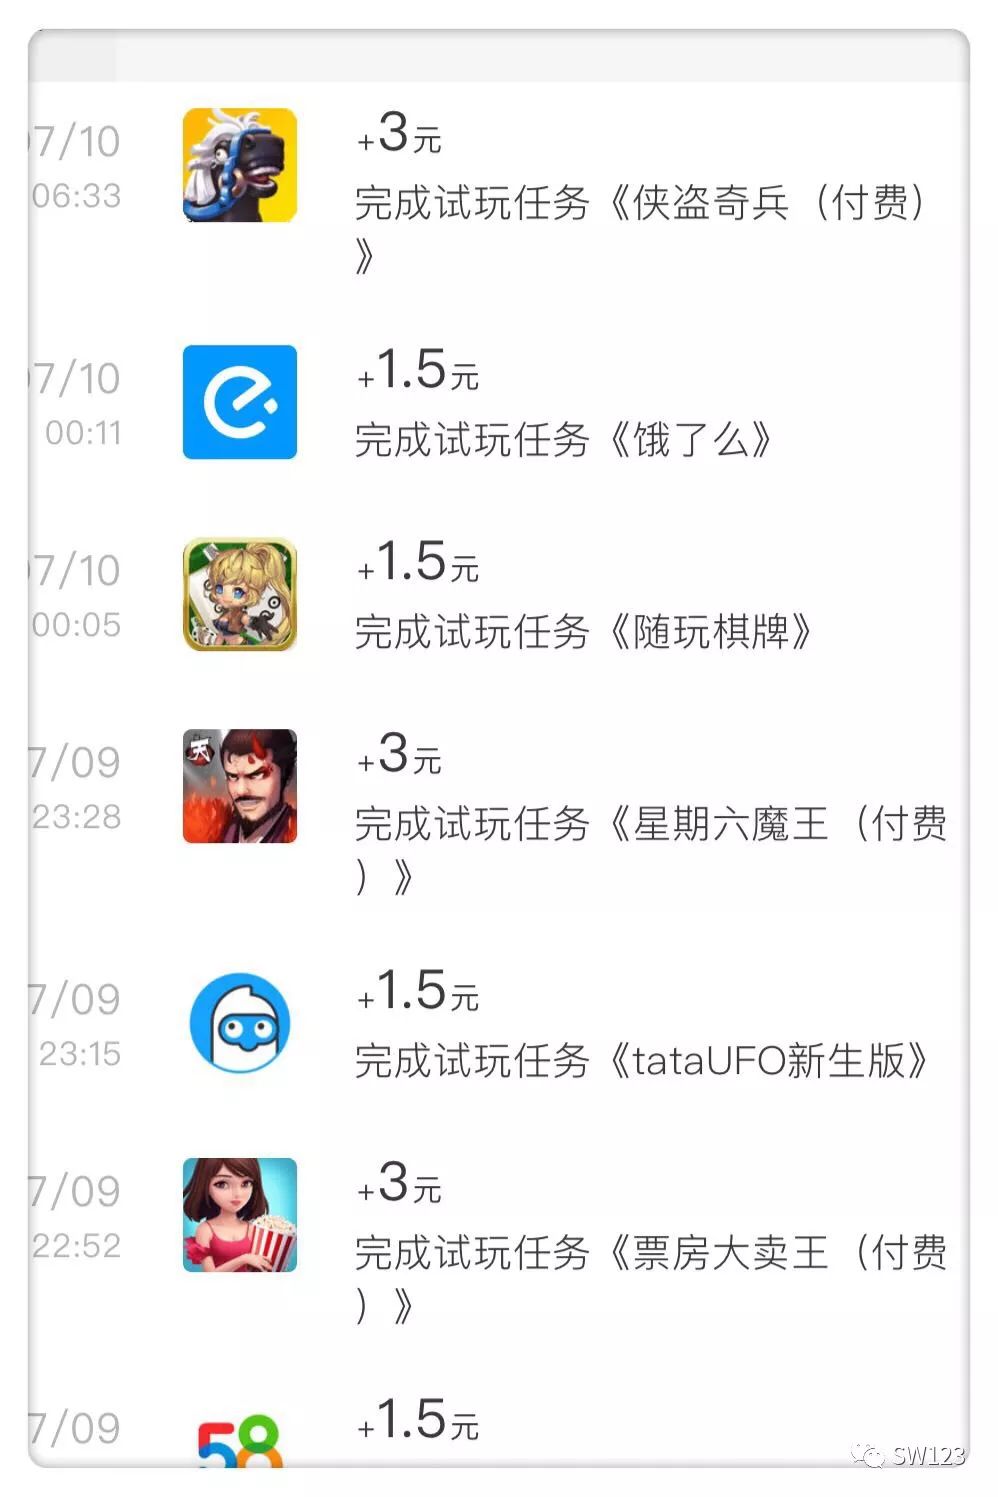 07/10
06:33
+3元
完成试玩任务《侠盗奇兵（付费）
》
07/10
00:11
+1.5元
完成试玩任务《饿了么》
07/10
00:05
+1.5元
完成试玩任务《随玩棋牌》
天
7/09
23:28
+3元
完成试玩任务《星期六魔王（付费
）》
7/09
23:15
+1.5元
完成试玩任务《tataUFO新生版》
7/09
22:52
+3元
完成试玩任务《票房大卖王（付费
）》
7/09
58
+1.5元
SW123